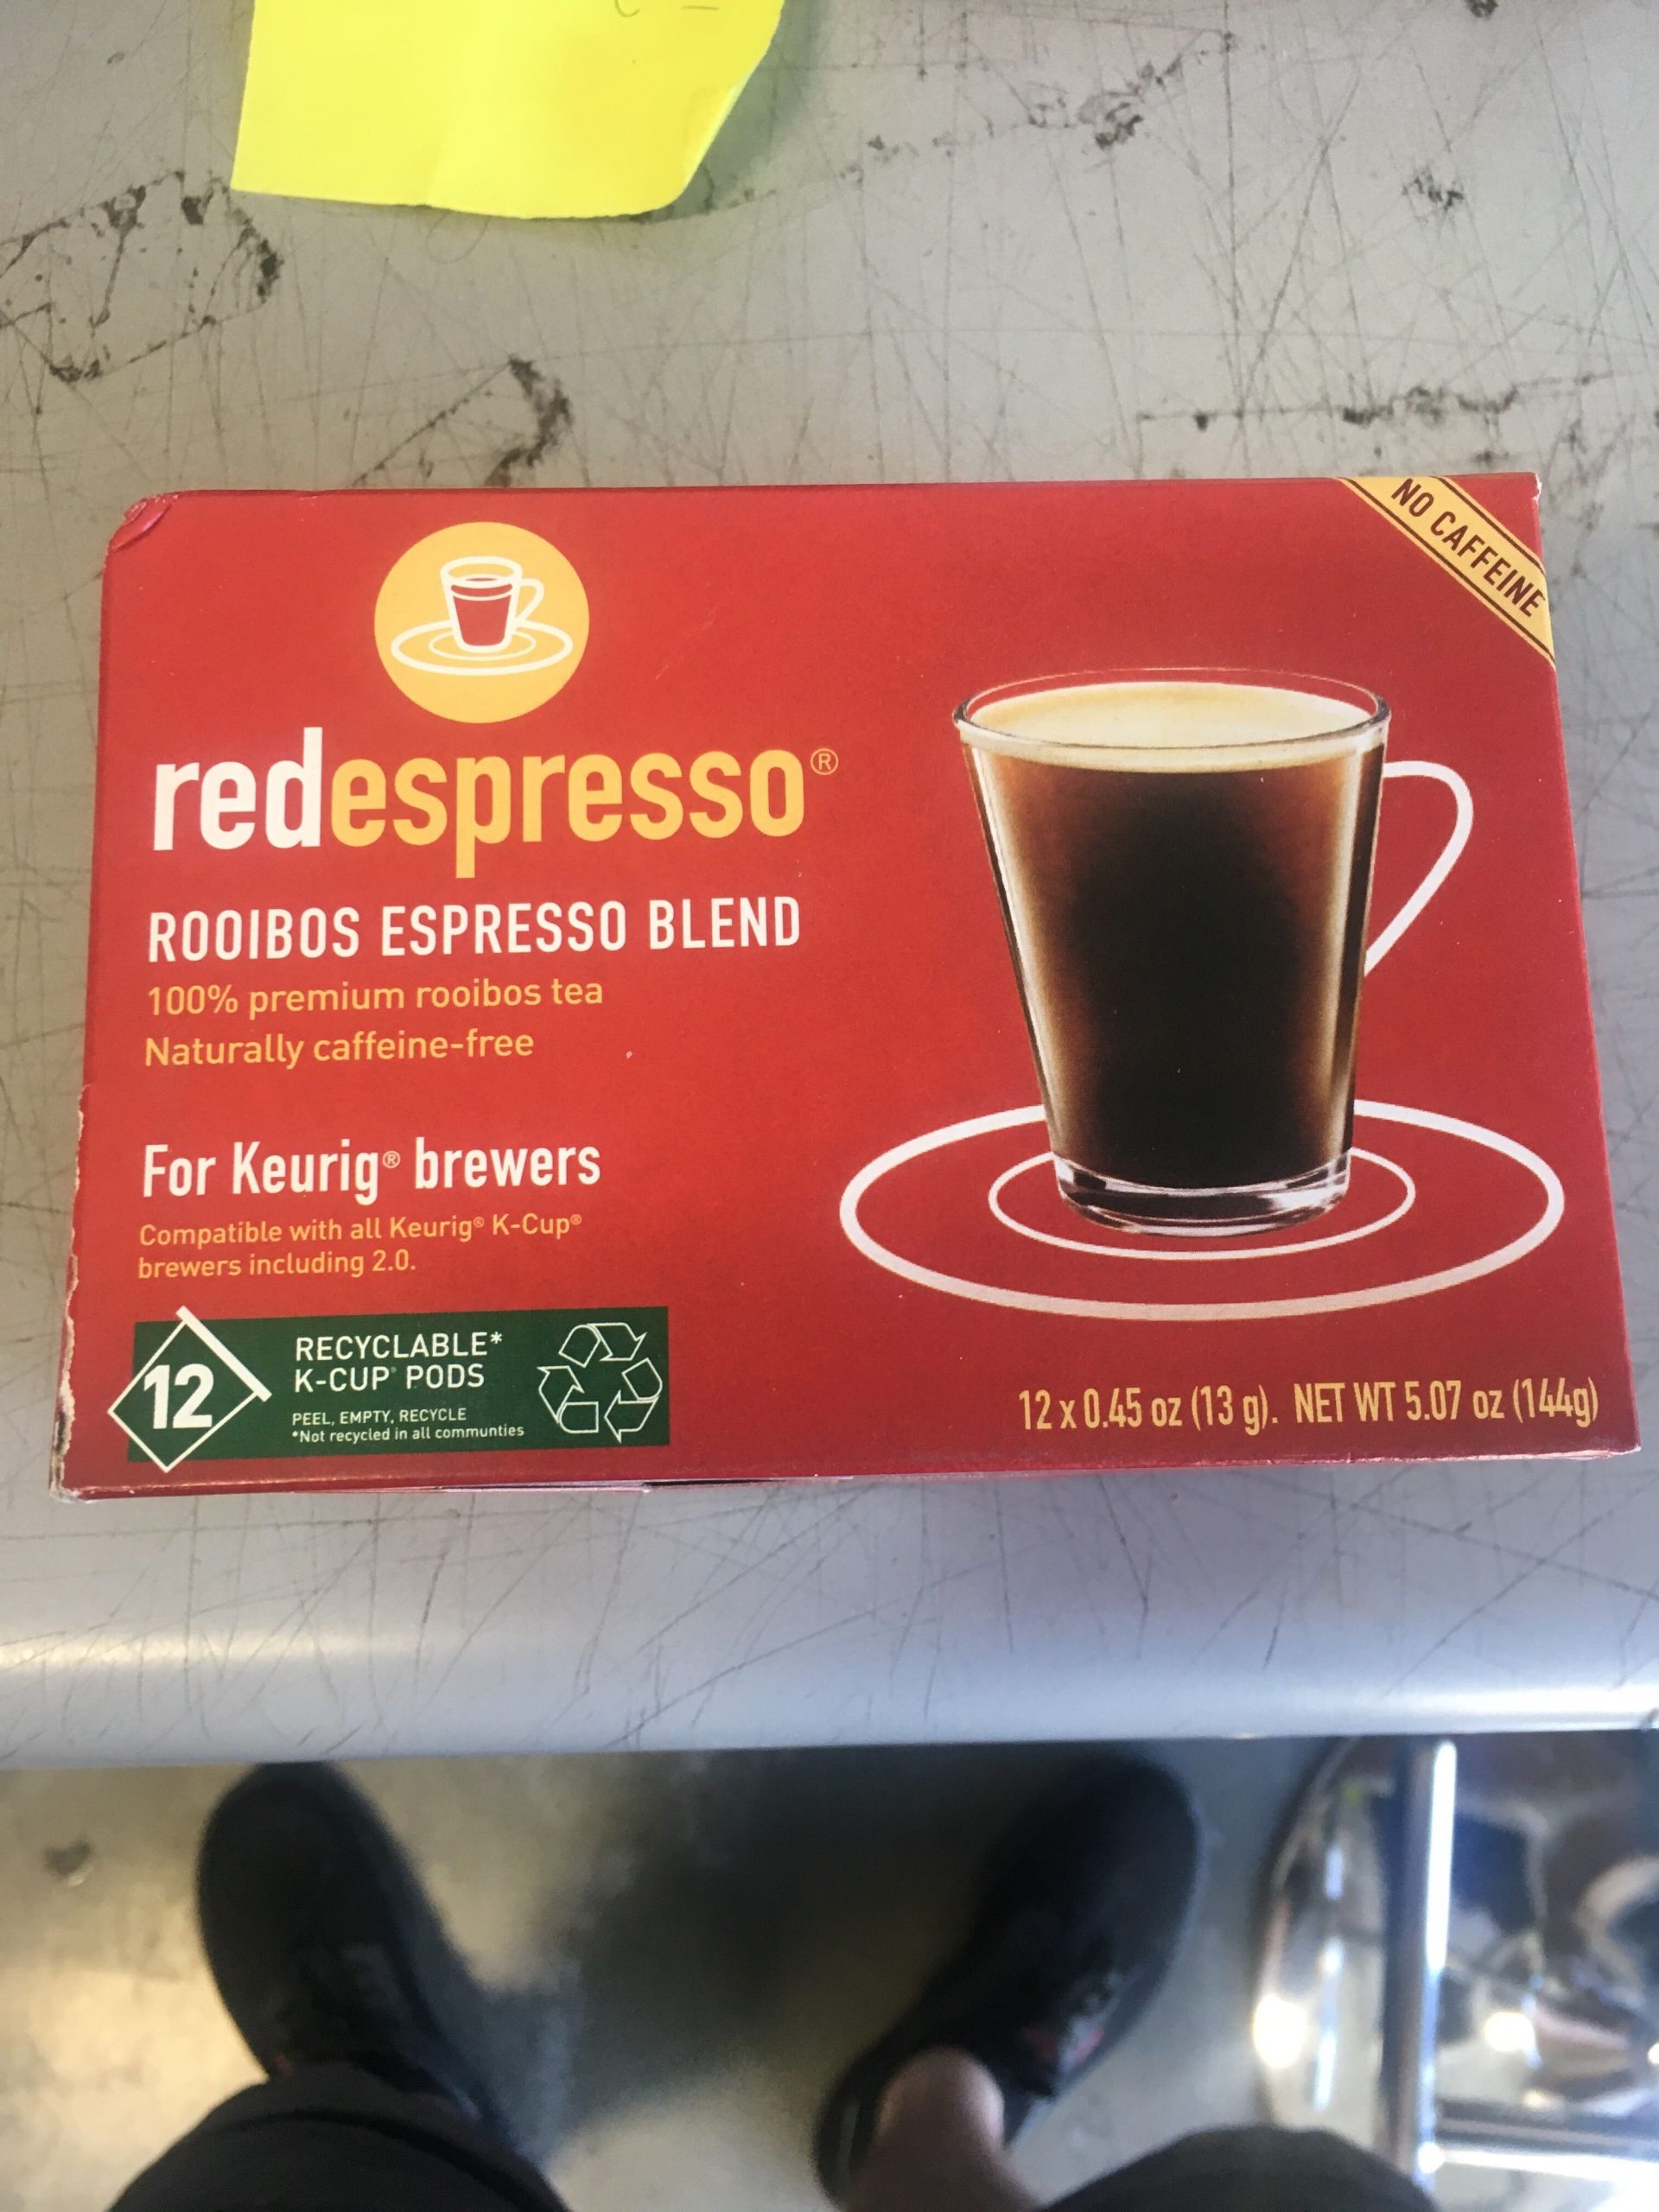 NO CAFFEINE
redespresso®
ROOIBOS ESPRESSO BLEND
100% premium rooibos tea
Naturally caffeine-free
For Keurig® brewers
Compatible with all Keurig® K-Cup®
brewers including 2.0.
12
RECYCLABLE*
K-CUP® PODS
PEEL, EMPTY, RECYCLE
*Not recycled in all communties
12 x 0.45 oz (13 g). NET WT 5.07 oz (144g)